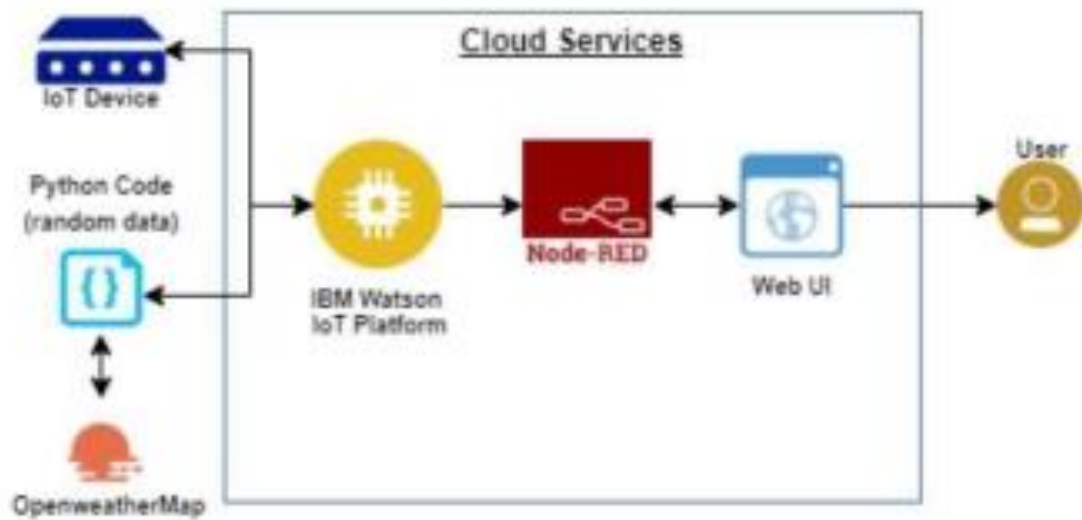 Cloud Services
IoT Device
Python Code
(random data)
{}
OpenweatherMap
IBM Watson
IoT Platform
Node-RED
Web UI
User